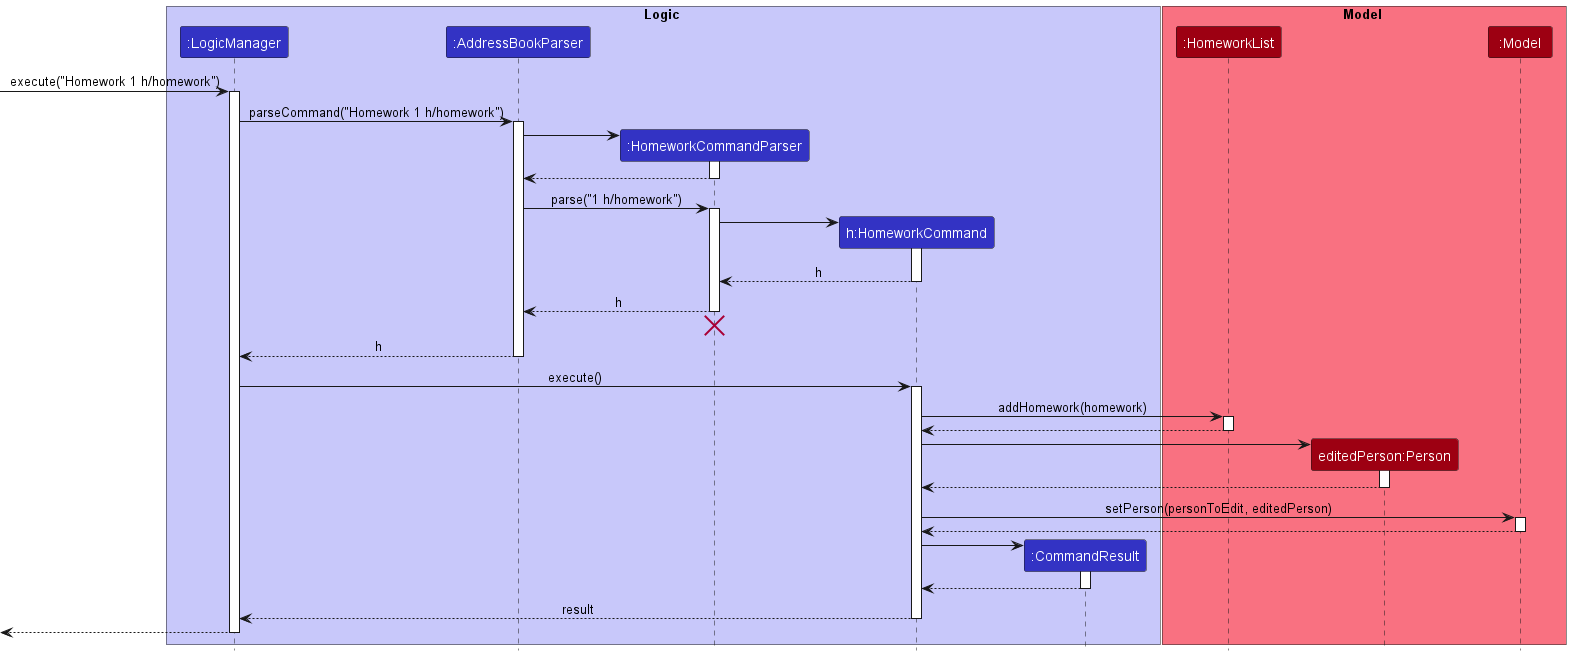 Logic
Model
:LogicManager
:AddressBookParser
:HomeworkList
:Model
execute("Homework 1 h/homework")
parseCommand("Homework 1 h/homework")
:HomeworkCommandParser
parse("1 h/homework")
h:HomeworkCommand
h
h
h
execute()
addHomework(homework)
editedPerson:Person
setPerson(personToEdit, editedPerson)
:CommandResult
result